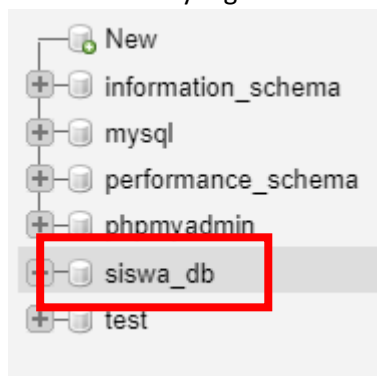 New
information_schema
mysql
performance_schema
phpmyadmin
siswa_db
test